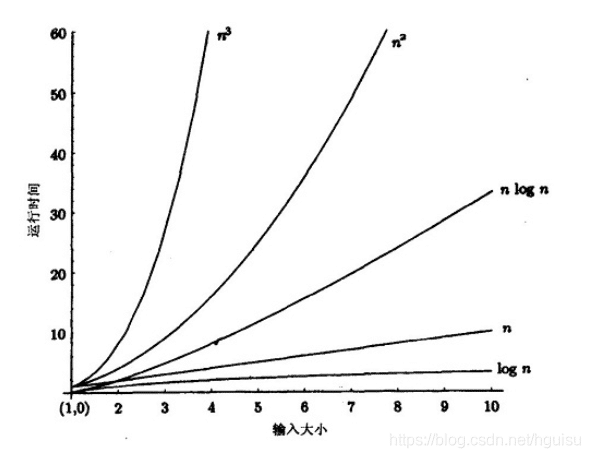 60
50
40
30
20
10
运行时间
n³
n²
n log n
n
log n
(1,0) 2 3 4 5 6 7 8 9 10
输入大小
https://blog.csdn.net/hguisu